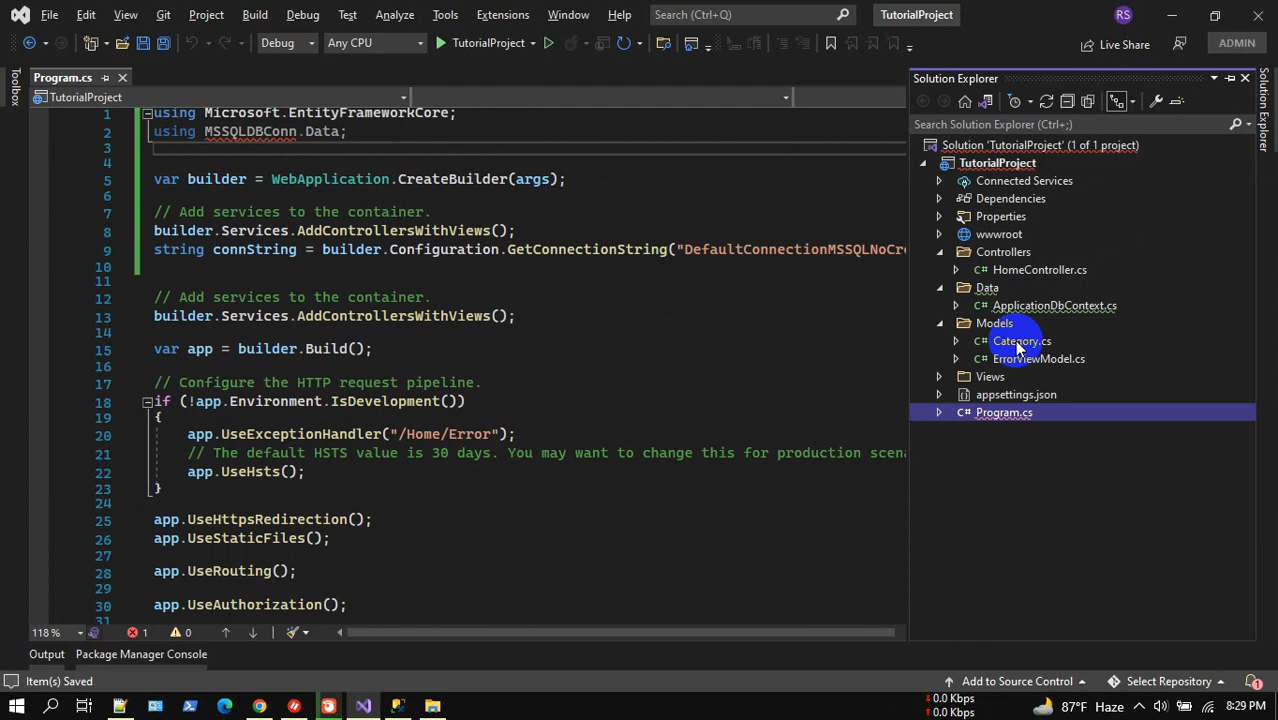 File Edit View Git Project Build Debug Test Analyze Tools Extensions Window Help Search (Ctrl+Q) TutorialProject RS
Debug Any CPU TutorialProject Live Share ADMIN
Toolbox
Program.cs
TutorialProject
1 using Microsoft.EntityFrameworkCore;
2 using MSSQLDBConn.Data;
3
4
5 var builder = WebApplication.CreateBuilder(args);
6
7 // Add services to the container.
8 builder.Services.AddControllersWithViews();
9 string connString = builder.Configuration.GetConnectionString("DefaultConnectionMSSQLNoCre
10
11
12 // Add services to the container.
13 builder.Services.AddControllersWithViews();
14
15 var app = builder.Build();
16
17 // Configure the HTTP request pipeline.
18 if (!app.Environment.IsDevelopment())
19 {
20 app.UseExceptionHandler("/Home/Error");
21 // The default HSTS value is 30 days. You may want to change this for production scena
22 app.UseHsts();
23 }
24
25 app.UseHttpsRedirection();
26 app.UseStaticFiles();
27
28 app.UseRouting();
29
30 app.UseAuthorization();
31
118 % 1 0
Solution Explorer
Search Solution Explorer (Ctrl+;)
Solution 'TutorialProject' (1 of 1 project)
TutorialProject
Connected Services
Dependencies
Properties
wwwroot
Controllers
C# HomeController.cs
Data
C# ApplicationDbContext.cs
Models
C# Category.cs
C# ErrorViewModel.cs
Views
appsettings.json
C# Program.cs
Solution Explorer
Output Package Manager Console
Item(s) Saved Add to Source Control Select Repository 1
0.0 Kbps
0.0 Kbps
87°F Haze 8:29 PM